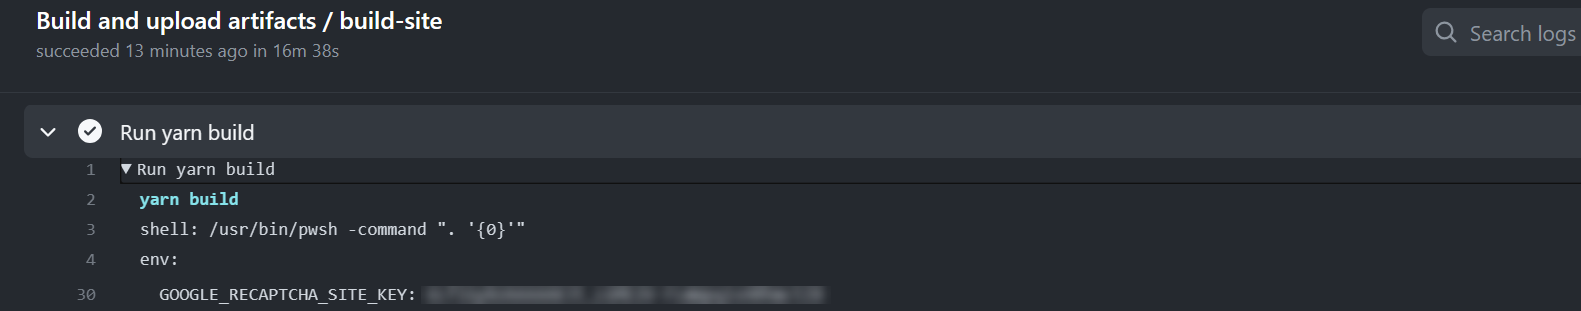 Build and upload artifacts / build-site
succeeded 13 minutes ago in 16m 38s
Search logs
Run yarn build
1 Run yarn build
2 yarn build
3 shell: /usr/bin/pwsh -command ". '{0}'"
4 env:
30 GOOGLE_RECAPTCHA_SITE_KEY: